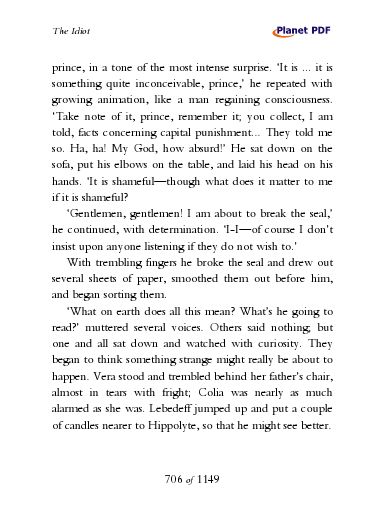 The Idiot
Planet PDF
prince, in a tone of the most intense surprise. 'It is ... it is
something quite inconceivable, prince,' he repeated with
growing animation, like a man regaining consciousness.
'Take note of it, prince, remember it; you collect, I am
told, facts concerning capital punishment... They told me
so. Ha, ha! My God, how absurd!' He sat down on the
sofa, put his elbows on the table, and laid his head on his
hands. 'It is shameful—though what does it matter to me
if it is shameful?
'Gentlemen, gentlemen! I am about to break the seal,'
he continued, with determination. 'I-I—of course I don't
insist upon anyone listening if they do not wish to.'
With trembling fingers he broke the seal and drew out
several sheets of paper, smoothed them out before him,
and began sorting them.
'What on earth does all this mean? What's he going to
read?' muttered several voices. Others said nothing; but
one and all sat down and watched with curiosity. They
began to think something strange might really be about to
happen. Vera stood and trembled behind her father's chair,
almost in tears with fright; Colia was nearly as much
alarmed as she was. Lebedeff jumped up and put a couple
of candles nearer to Hippolyte, so that he might see better.
706 of 1149